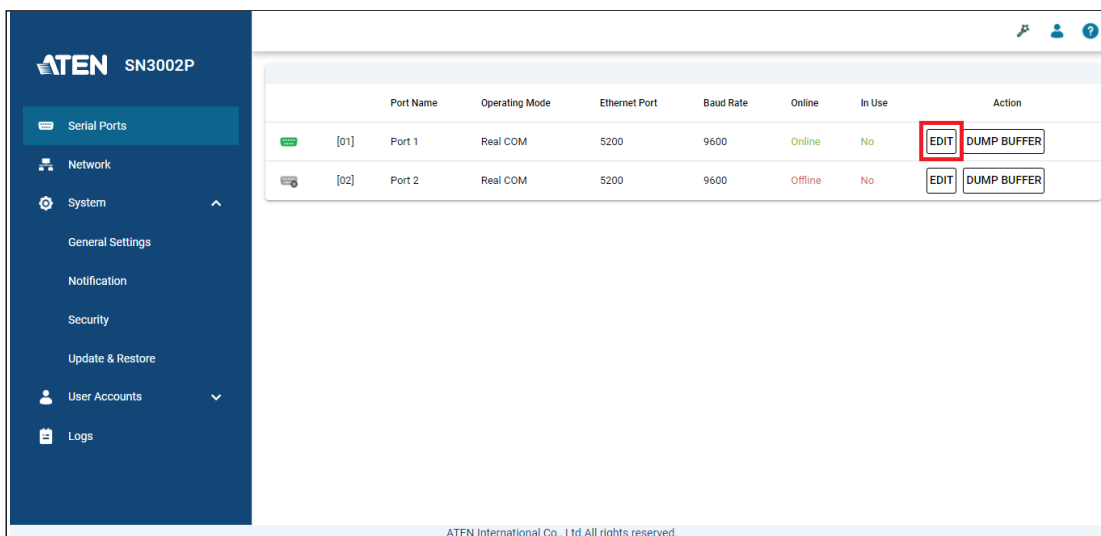 ATEN SN3002P
Serial Ports
Network
System
General Settings
Notification
Security
Update & Restore
User Accounts
Logs
Port Name Operating Mode Ethernet Port Baud Rate Online In Use Action
[01] Port 1 Real COM 5200 9600 Online No EDIT DUMP BUFFER
[02] Port 2 Real COM 5200 9600 Offline No EDIT DUMP BUFFER
ATEN International Co., Ltd.All rights reserved.